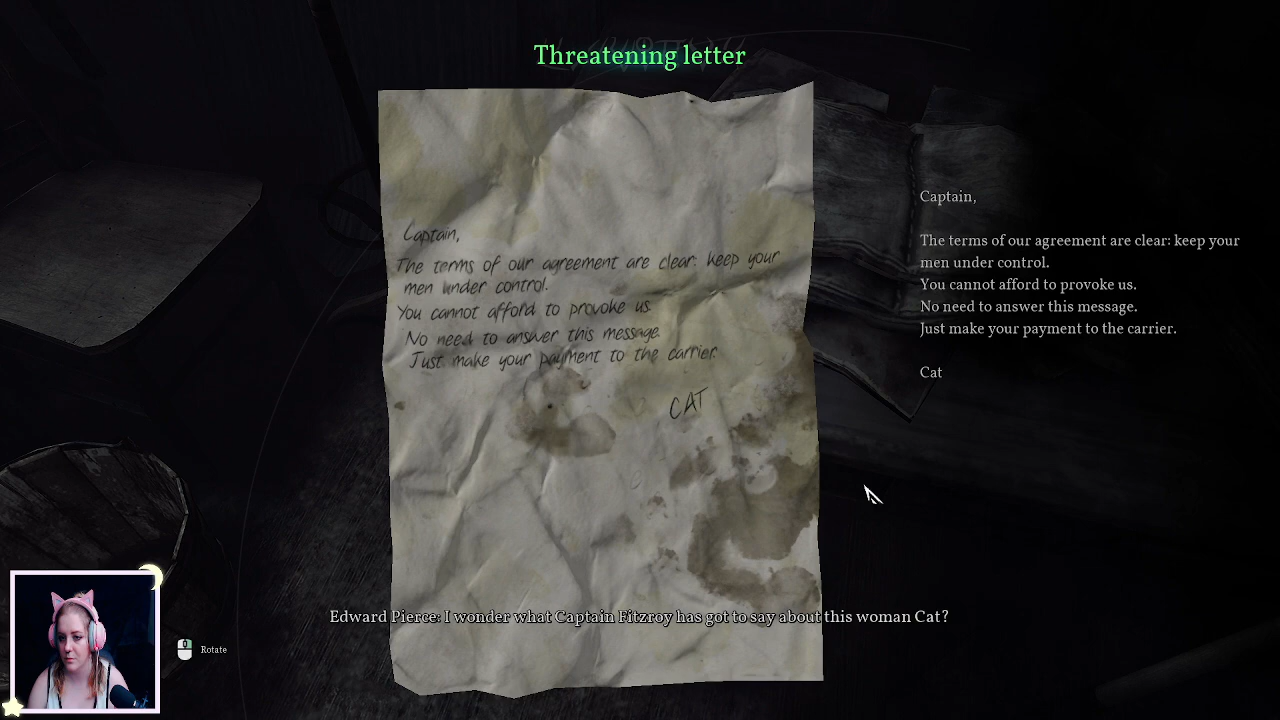 Threatening letter
Captain,
The terms of our agreement are clear: keep your
men under control.
You cannot afford to provoke us.
No need to answer this message.
Just make your payment to the carrier.
CAT
Captain,
The terms of our agreement are clear: keep your
men under control.
You cannot afford to provoke us.
No need to answer this message.
Just make your payment to the carrier.
Cat
Edward Pierce: I wonder what Captain Fitzroy has got to say about this woman Cat?
Rotate